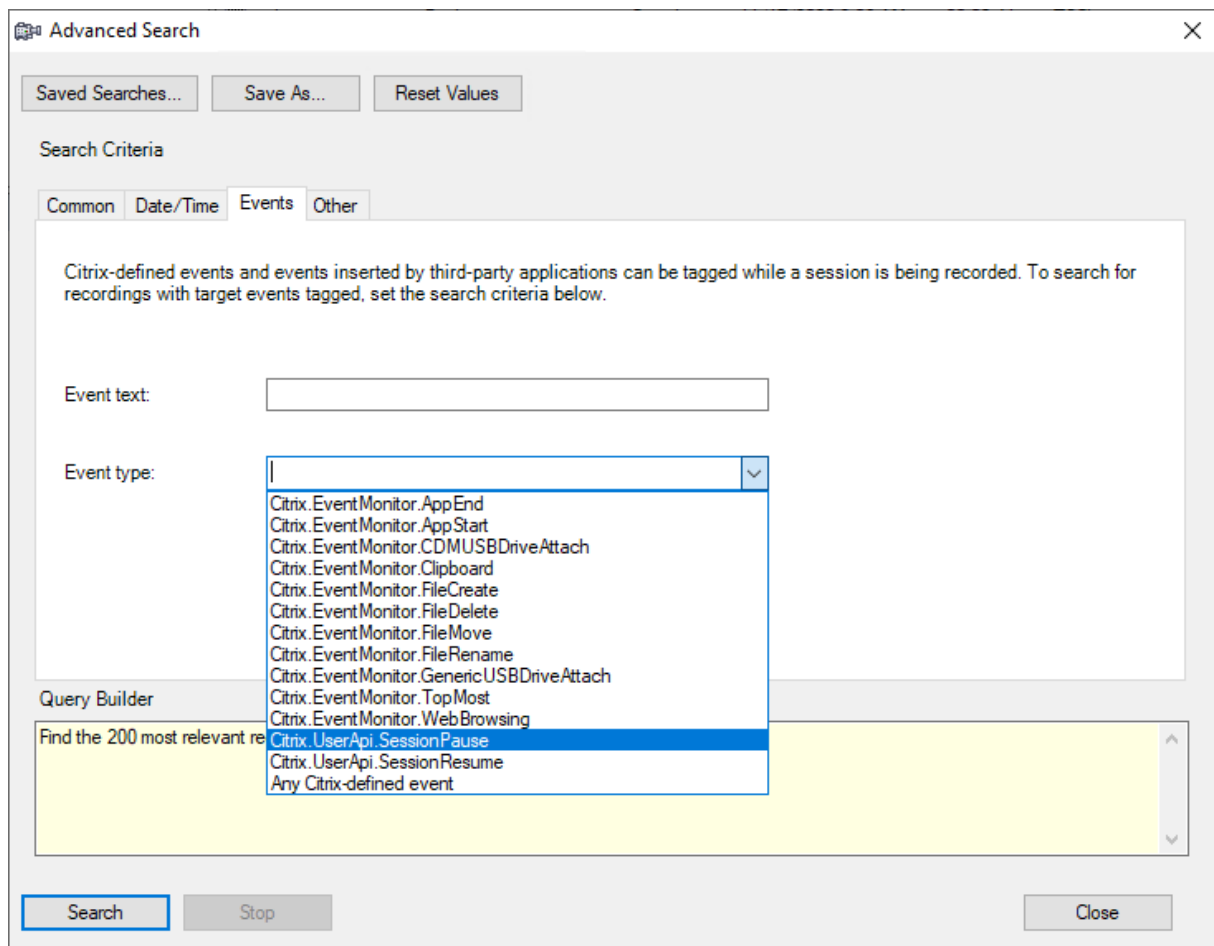 Advanced Search
Saved Searches... Save As... Reset Values
Search Criteria
Common Date/Time Events Other
Citrix-defined events and events inserted by third-party applications can be tagged while a session is being recorded. To search for
recordings with target events tagged, set the search criteria below.
Event text:
Event type:
Citrix.EventMonitor.AppEnd
Citrix.EventMonitor.AppStart
Citrix.EventMonitor.CDMUSBDriveAttach
Citrix.EventMonitor.Clipboard
Citrix.EventMonitor.FileCreate
Citrix.EventMonitor.FileDelete
Citrix.EventMonitor.FileMove
Citrix.EventMonitor.FileRename
Citrix.EventMonitor.GenericUSBDriveAttach
Citrix.EventMonitor.TopMost
Citrix.EventMonitor.WebBrowsing
Citrix.UserApi.SessionPause
Citrix.UserApi.SessionResume
Any Citrix-defined event
Query Builder
Find the 200 most relevant re
Search Stop Close